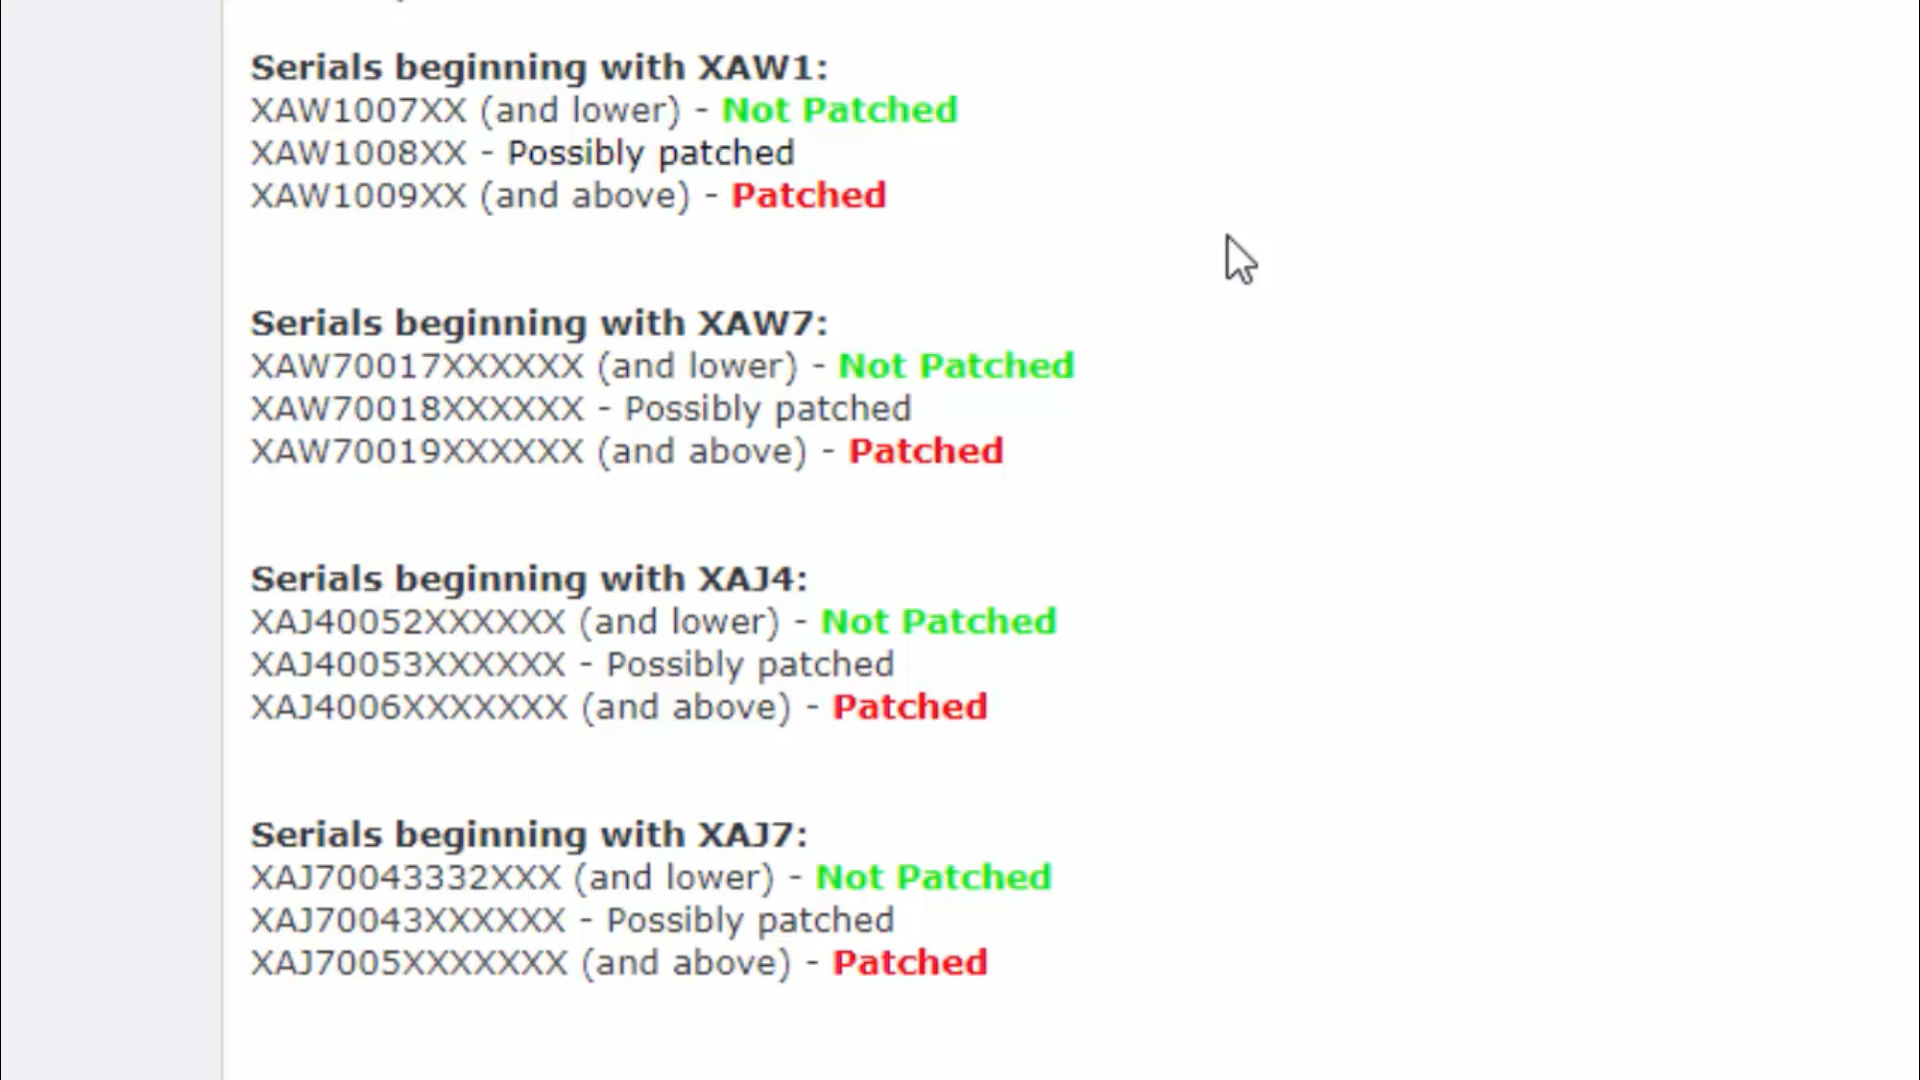 Serials beginning with XAW1:
XAW1007XX (and lower) - Not Patched
XAW1008XX - Possibly patched
XAW1009XX (and above) - Patched
Serials beginning with XAW7:
XAW70017XXXXXX (and lower) - Not Patched
XAW70018XXXXXX - Possibly patched
XAW70019XXXXXX (and above) - Patched
Serials beginning with XAJ4:
XAJ40052XXXXXX (and lower) - Not Patched
XAJ40053XXXXXX - Possibly patched
XAJ4006XXXXXXX (and above) - Patched
Serials beginning with XAJ7:
XAJ70043332XXX (and lower) - Not Patched
XAJ70043XXXXXX - Possibly patched
XAJ7005XXXXXXX (and above) - Patched